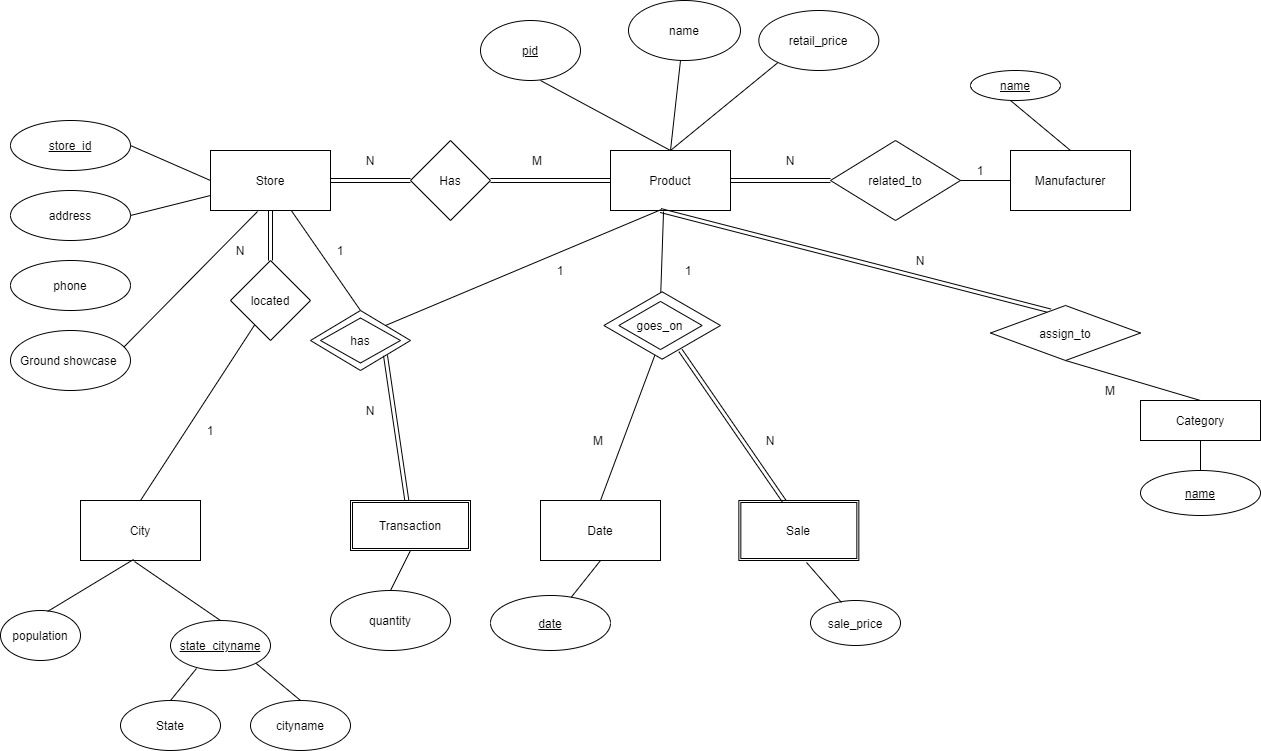 name
pid
retail_price
name
store_id
N
M
N
1
Store
Has
Product
related_to
Manufacturer
address
N
1
1
1
N
phone
located
goes_on
assign_to
has
Ground showcase
M
N
1
M
N
Category
name
City
Transaction
Date
Sale
population
state_cityname
quantity
date
sale_price
State
cityname